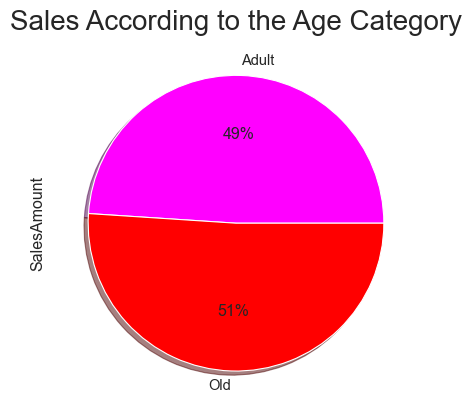 Sales According to the Age Category
Adult
49%
SalesAmount
51%
Old